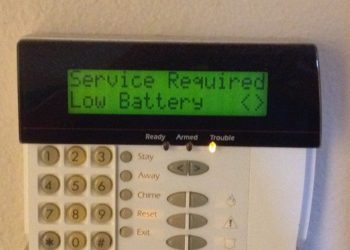 Service Required
Low Battery <>
Ready Armed Trouble
1 2 3 Stay < >
4 5 6 Away
7 8 9 Chime
Reset
* 0 # Exit